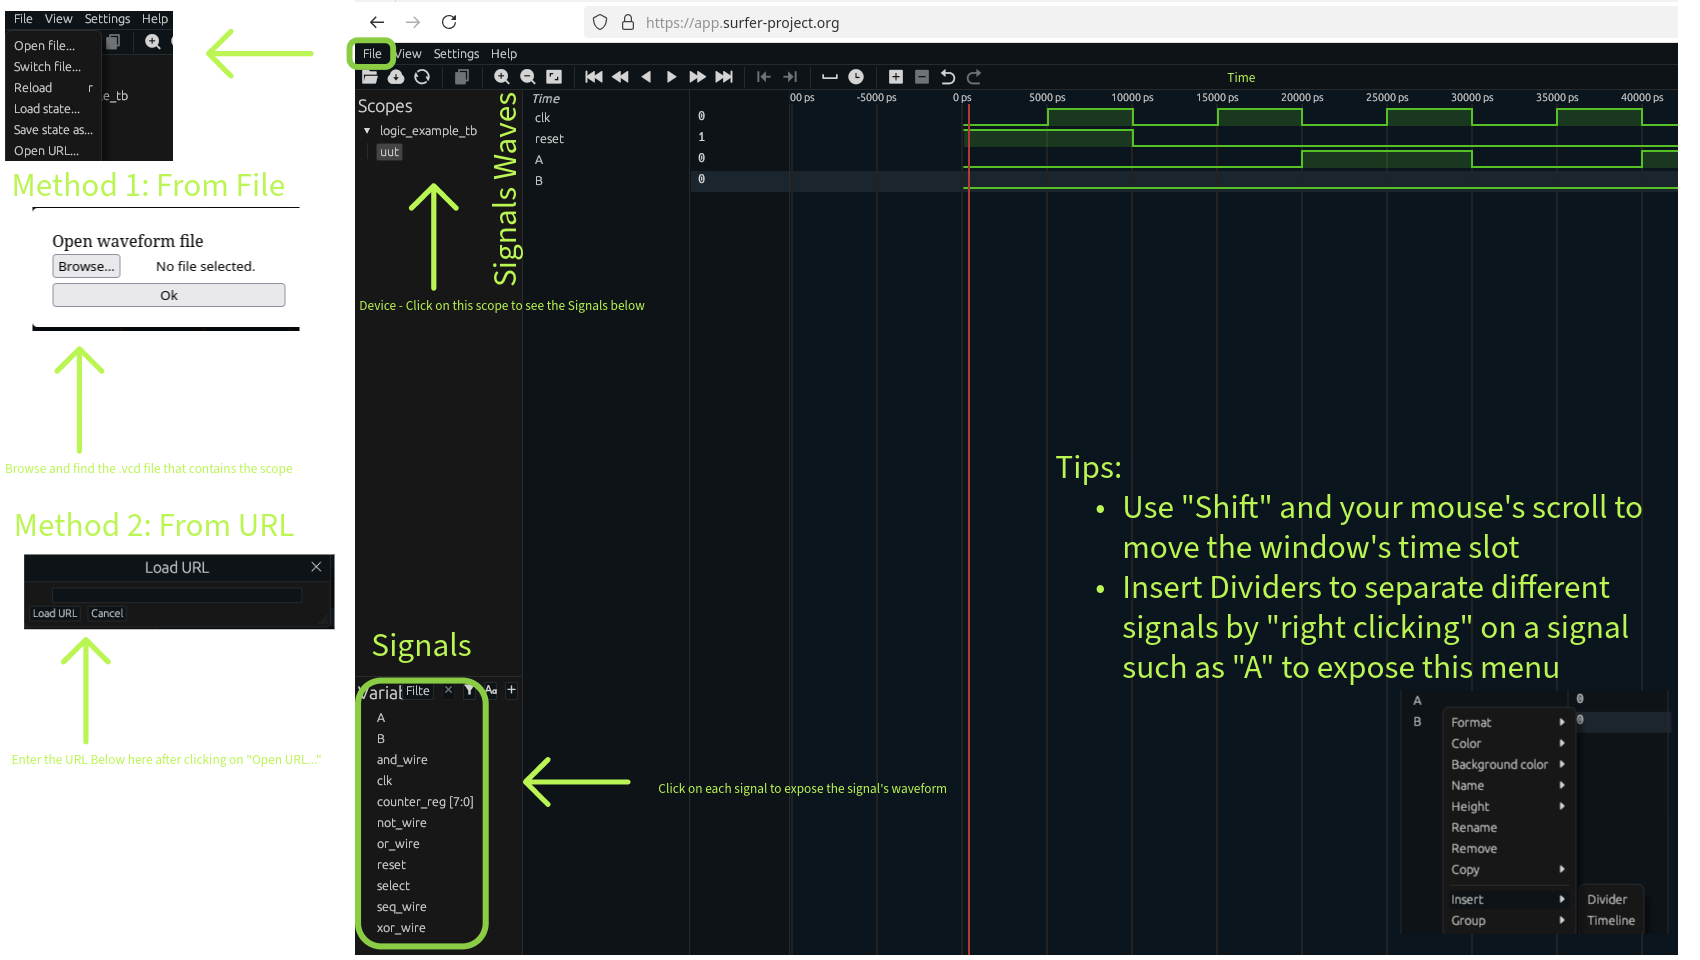 File View Settings Help
Open file...
Switch file...
Reload r
Load state...
Save state as...
Open URL...
e_tb
Method 1: From File
Open waveform file
Browse... No file selected.
Ok
Browse and find the .vcd file that contains the scope
Method 2: From URL
Load URL
Load URL Cancel
Enter the URL Below here after clicking on "Open URL..."
https://app.surfer-project.org
File View Settings Help
Time
Scopes
logic_example_tb
uut
Signals Waves
Device - Click on this scope to see the Signals below
Time
00 ps -5000 ps 0 ps 5000 ps 10000 ps 15000 ps 20000 ps 25000 ps 30000 ps 35000 ps 40000 ps
clk 0
reset 1
A 0
B 0
Signals
Variab Filte
A
B
and_wire
clk
counter_reg [7:0]
not_wire
or_wire
reset
select
seq_wire
xor_wire
Click on each signal to expose the signal's waveform
Tips:
• Use "Shift" and your mouse's scroll to
move the window's time slot
• Insert Dividers to separate different
signals by "right clicking" on a signal
such as "A" to expose this menu
A 0
B 0
Format
Color
Background color
Name
Height
Rename
Remove
Copy
Insert
Group
Divider
Timeline